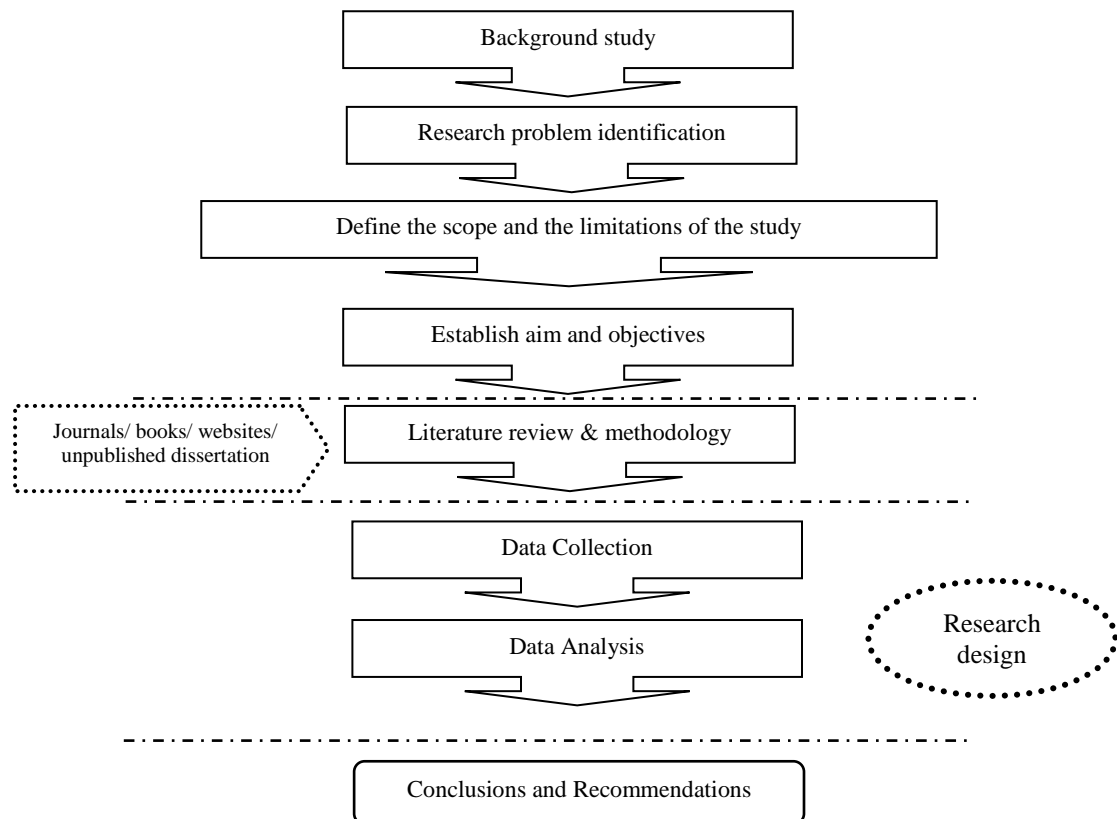 Background study
Research problem identification
Define the scope and the limitations of the study
Establish aim and objectives
Journals/ books/ websites/
unpublished dissertation
Literature review & methodology
Data Collection
Data Analysis
Research
design
Conclusions and Recommendations